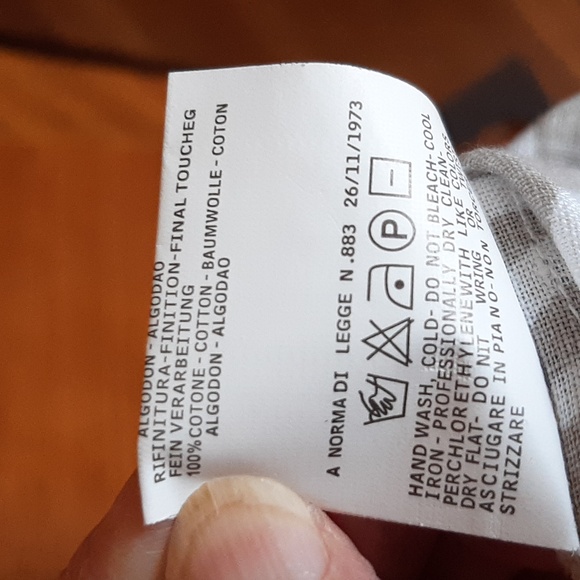 ALGODON-ALGODAO
RIFINITURA-FINITION-FINAL TOUCHEG
FEIN VERARBEITUNG
100%COTONE-COTTON-BAUMWOLLE-COTON
ALGODON-ALGODAO
A NORMA DI LEGGE N.883 26/11/1973
P
HAND WASH, COLD-DO NOT BLEACH-COOL
IRON-PROFESSIONALLY DRY CLEAN-
PERCHLORETHYLENEWITH LIKE COLORS
DRY FLAT- DO NIT WRING OR
ASCIUGARE IN PIANO-NON
STRIZZARE